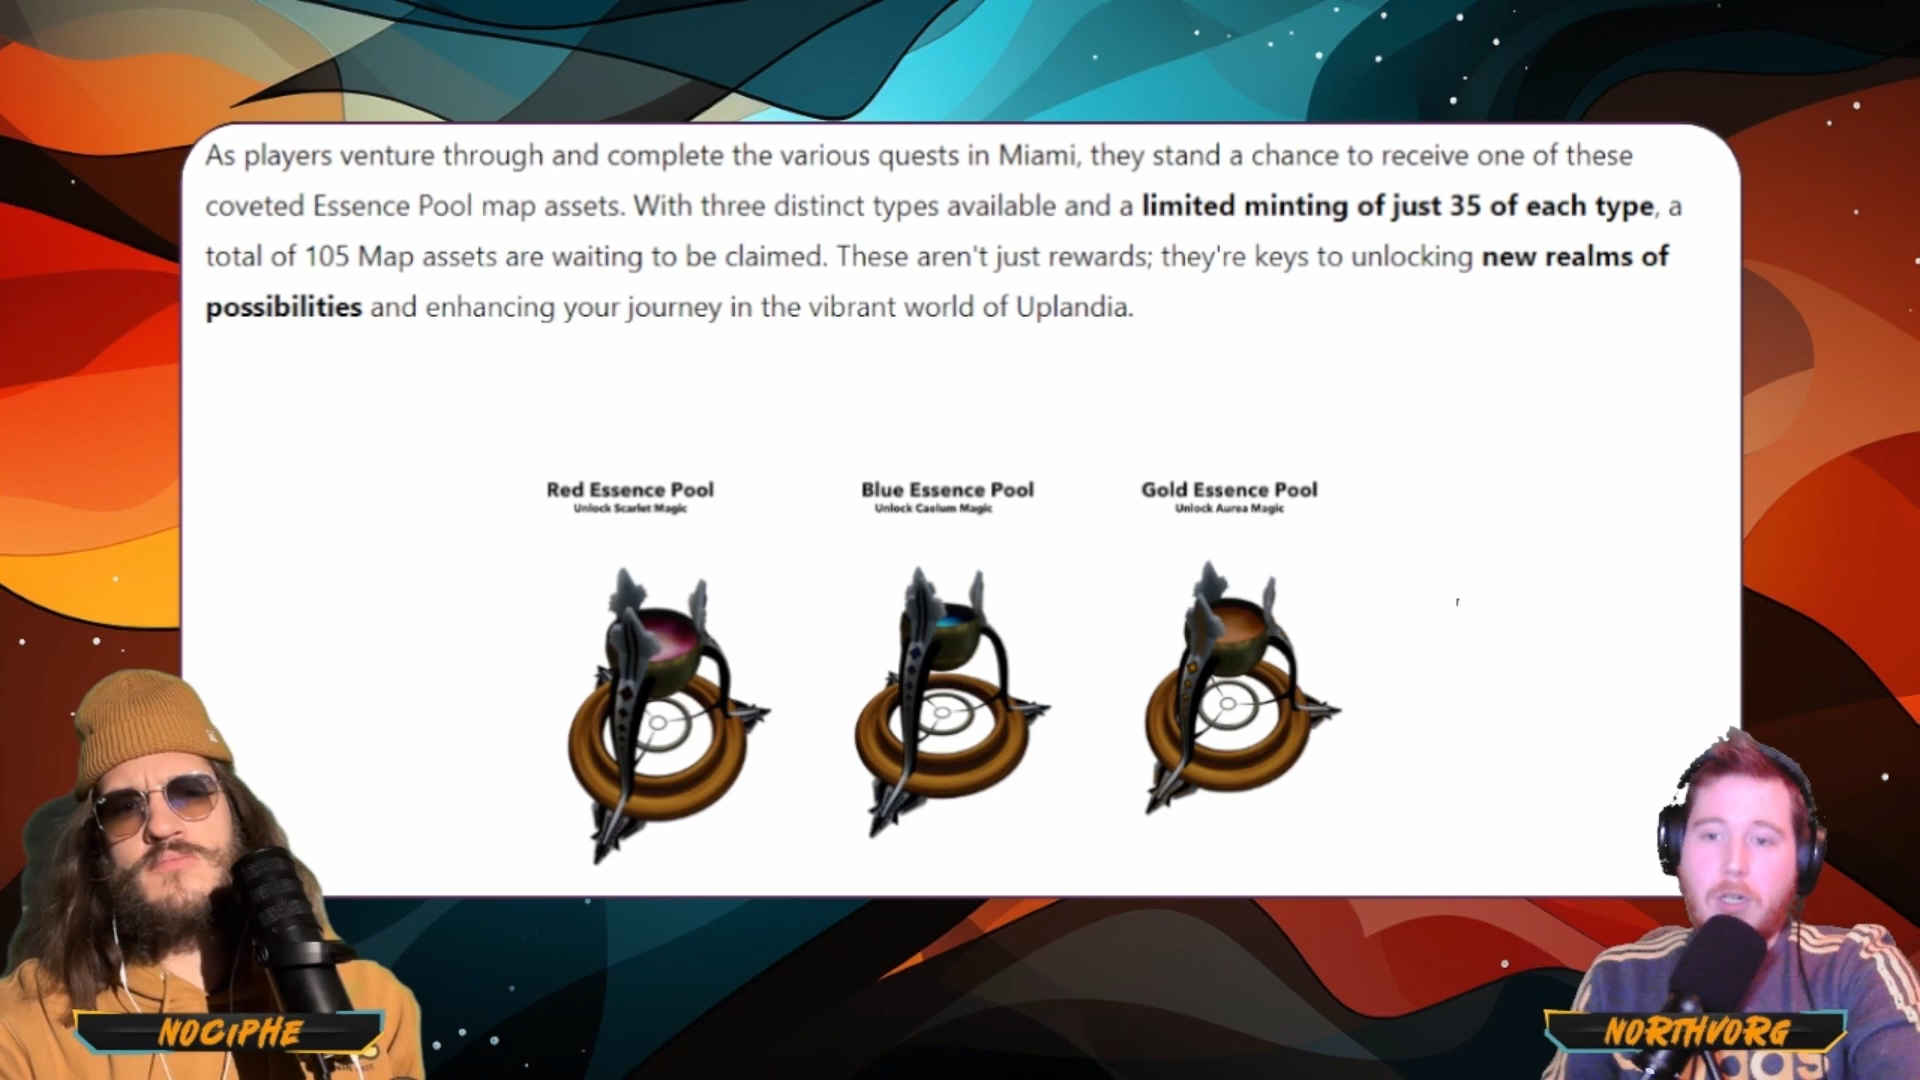 As players venture through and complete the various quests in Miami, they stand a chance to receive one of these
coveted Essence Pool map assets. With three distinct types available and a limited minting of just 35 of each type, a
total of 105 Map assets are waiting to be claimed. These aren't just rewards; they're keys to unlocking new realms of
possibilities and enhancing your journey in the vibrant world of Uplandia.
Red Essence Pool
Unlock Scarlet Magic
Blue Essence Pool
Unlock Caelum Magic
Gold Essence Pool
Unlock Aurea Magic
NOCIPHE
NORTHVORG